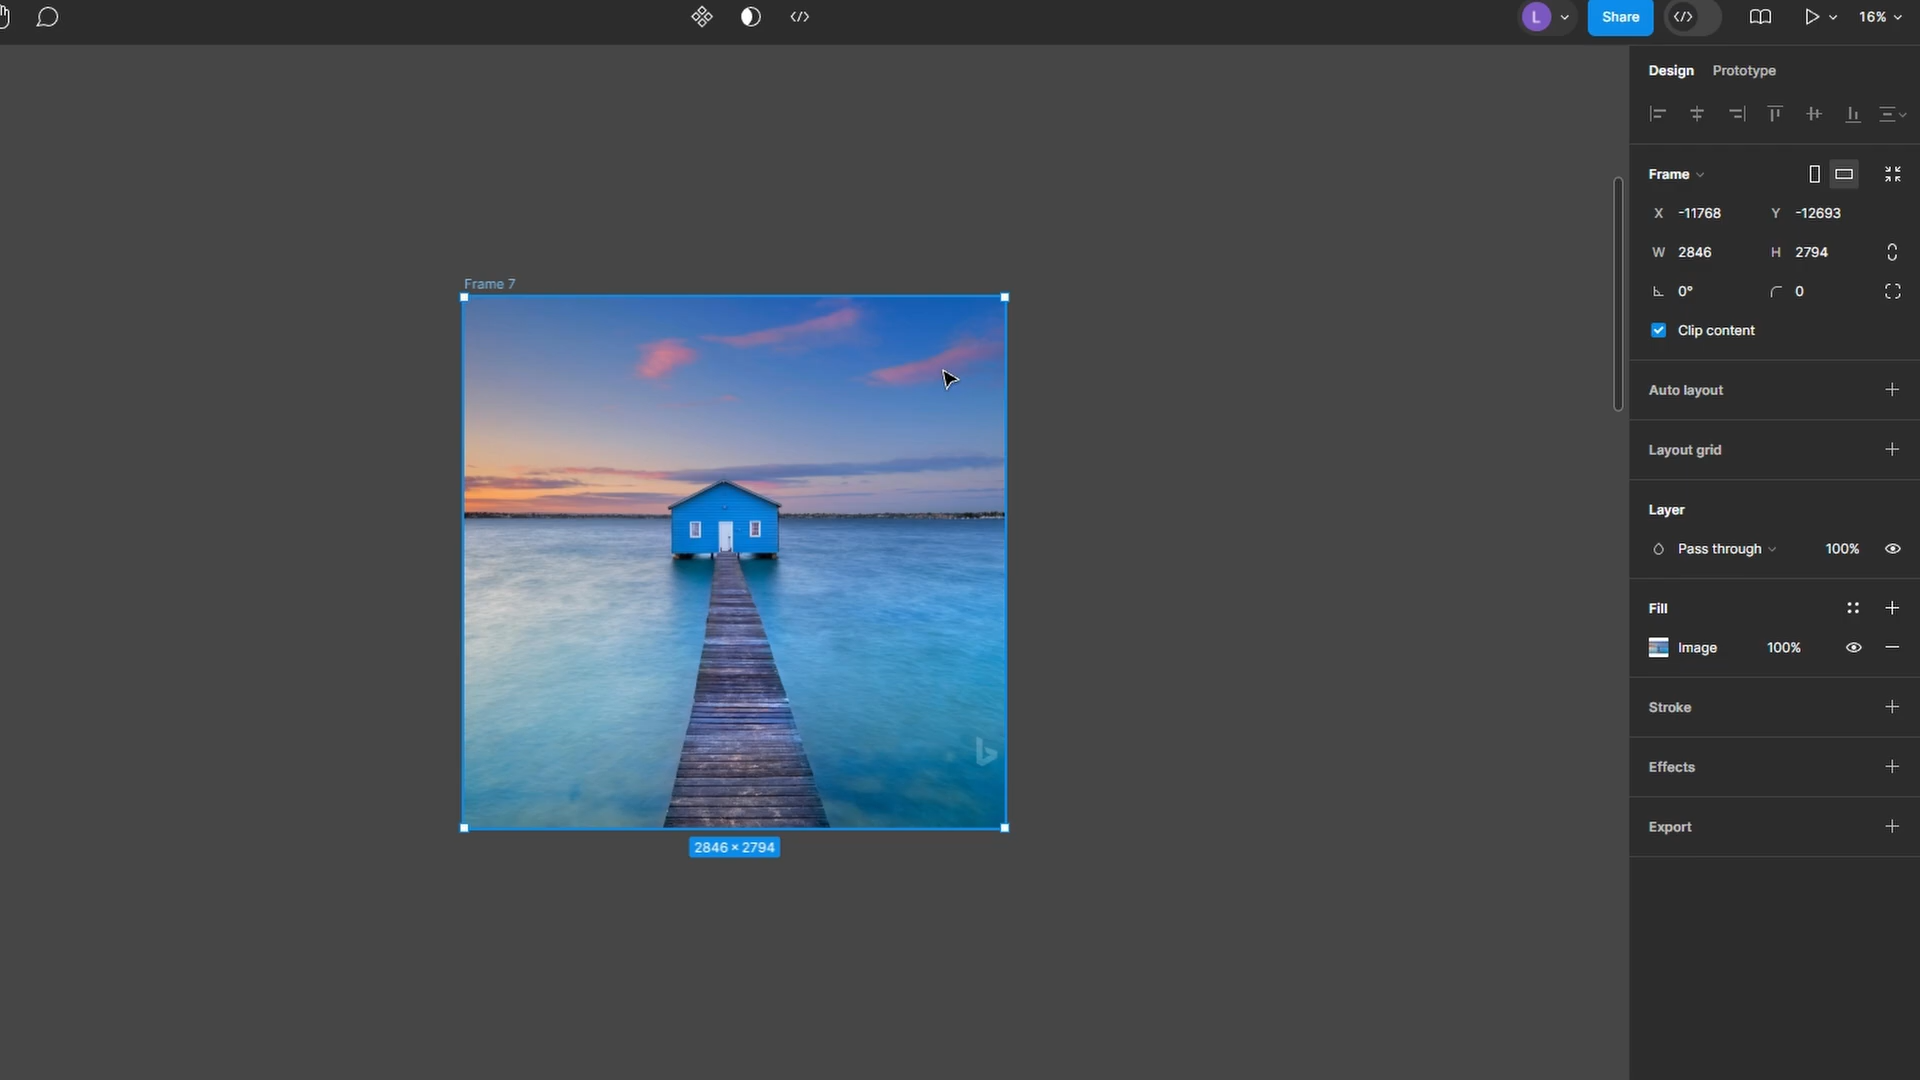 L
Share
16%
Design Prototype
Frame
X -11768 Y -12693
W 2846 H 2794
0° 0
Clip content
Auto layout
Layout grid
Layer
Pass through 100%
Fill
Image 100%
Stroke
Effects
Export
Frame 7
2846 × 2794